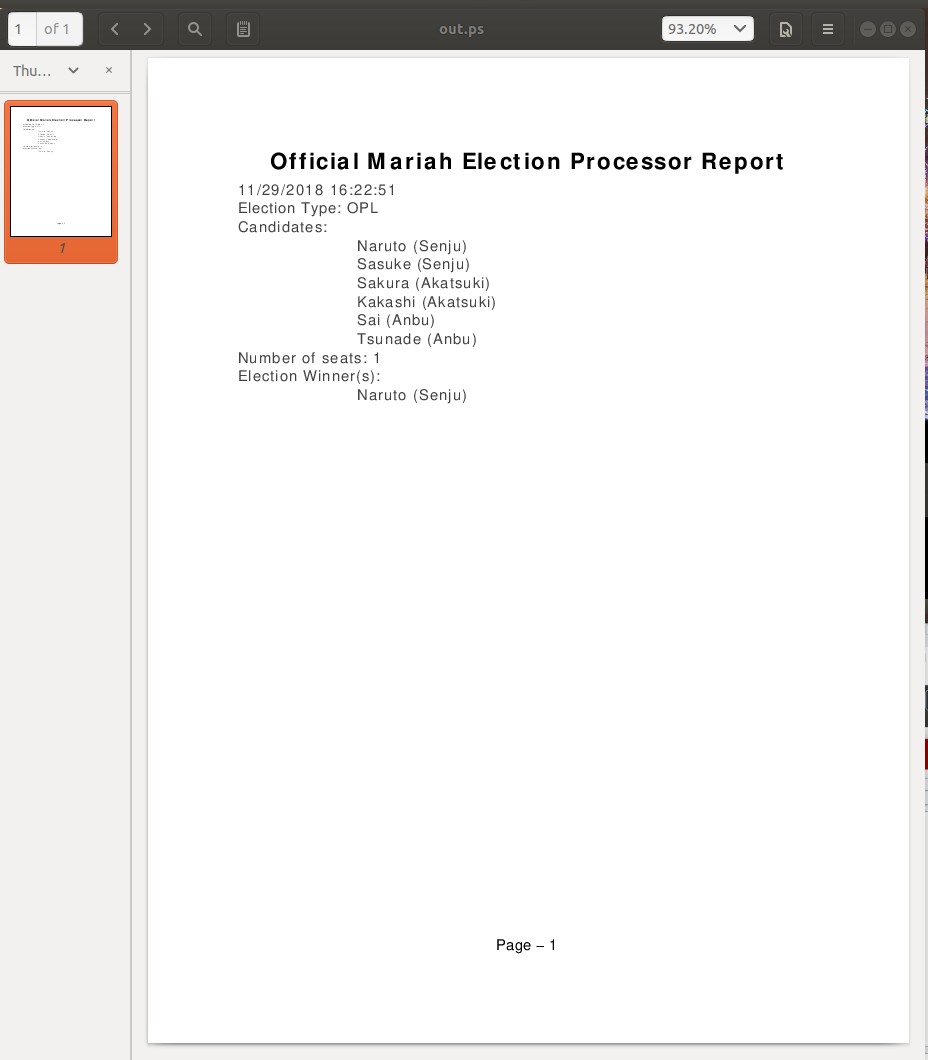 1 of 1
out.ps
93.20%
Thu...
1
Official Mariah Election Processor Report
11/29/2018 16:22:51
Election Type: OPL
Candidates:
Naruto (Senju)
Sasuke (Senju)
Sakura (Akatsuki)
Kakashi (Akatsuki)
Sai (Anbu)
Tsunade (Anbu)
Number of seats: 1
Election Winner(s):
Naruto (Senju)
Page – 1